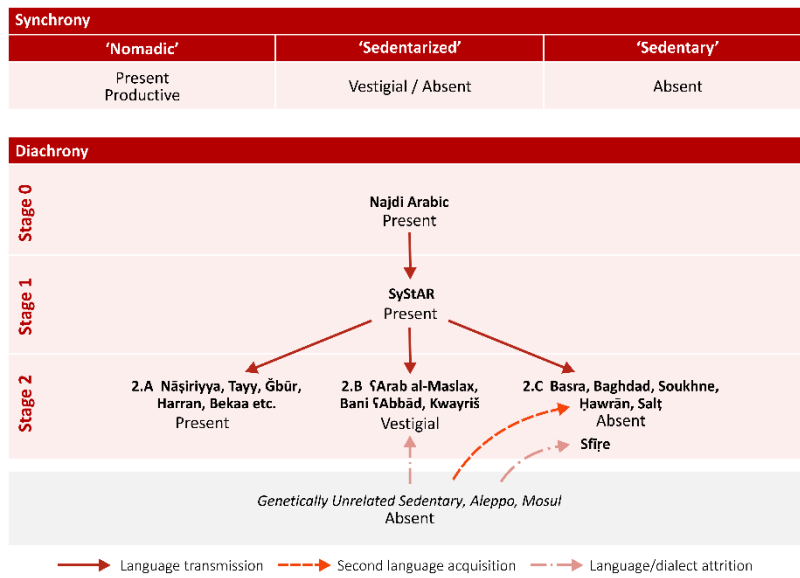 Synchrony
‘Nomadic’
‘Sedentarized’
‘Sedentary’
Present
Productive
Vestigial / Absent
Absent
Diachrony
Stage 0
Najdi Arabic
Present
Stage 1
SyStAR
Present
Stage 2
2.A Nāṣiriyya, Tayy, Ǧbūr,
Harran, Bekaa etc.
Present
2.B ʕArab al-Maslax,
Bani ʕAbbād, Kwayriš
Vestigial
2.C Basra, Baghdad, Soukhne,
Ḥawrān, Salṭ
Absent
Sfīṛe
Genetically Unrelated Sedentary, Aleppo, Mosul
Absent
Language transmission
Second language acquisition
Language/dialect attrition